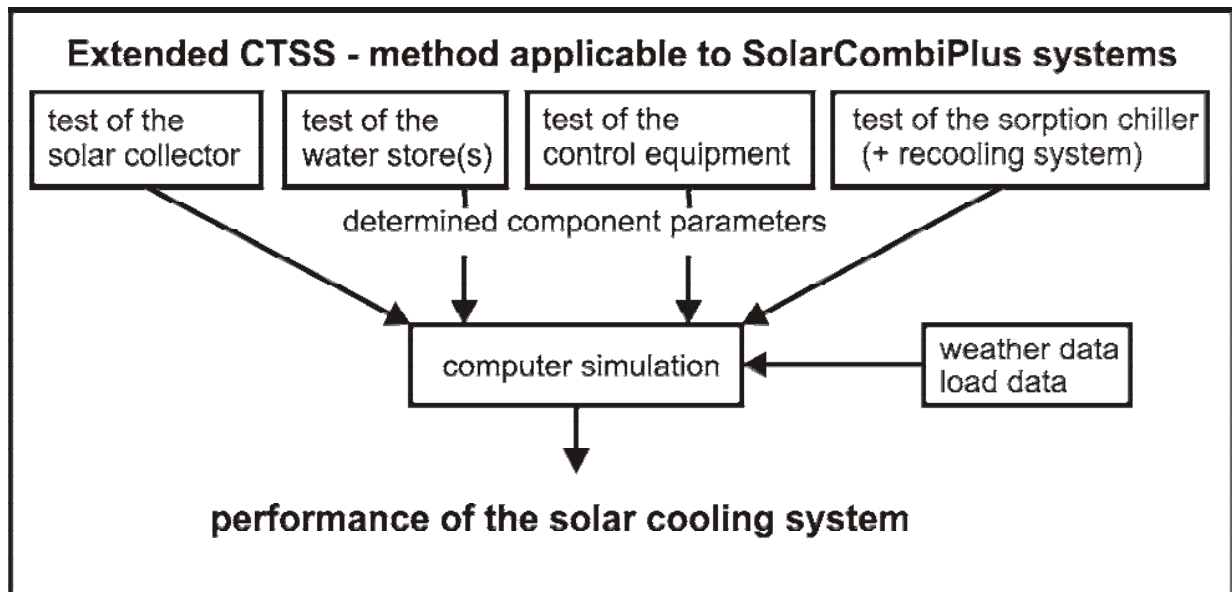 Extended CTSS - method applicable to SolarCombiPlus systems
test of the
solar collector
test of the
water store(s)
test of the
control equipment
test of the sorption chiller
(+ recooling system)
determined component parameters
computer simulation
weather data
load data
performance of the solar cooling system